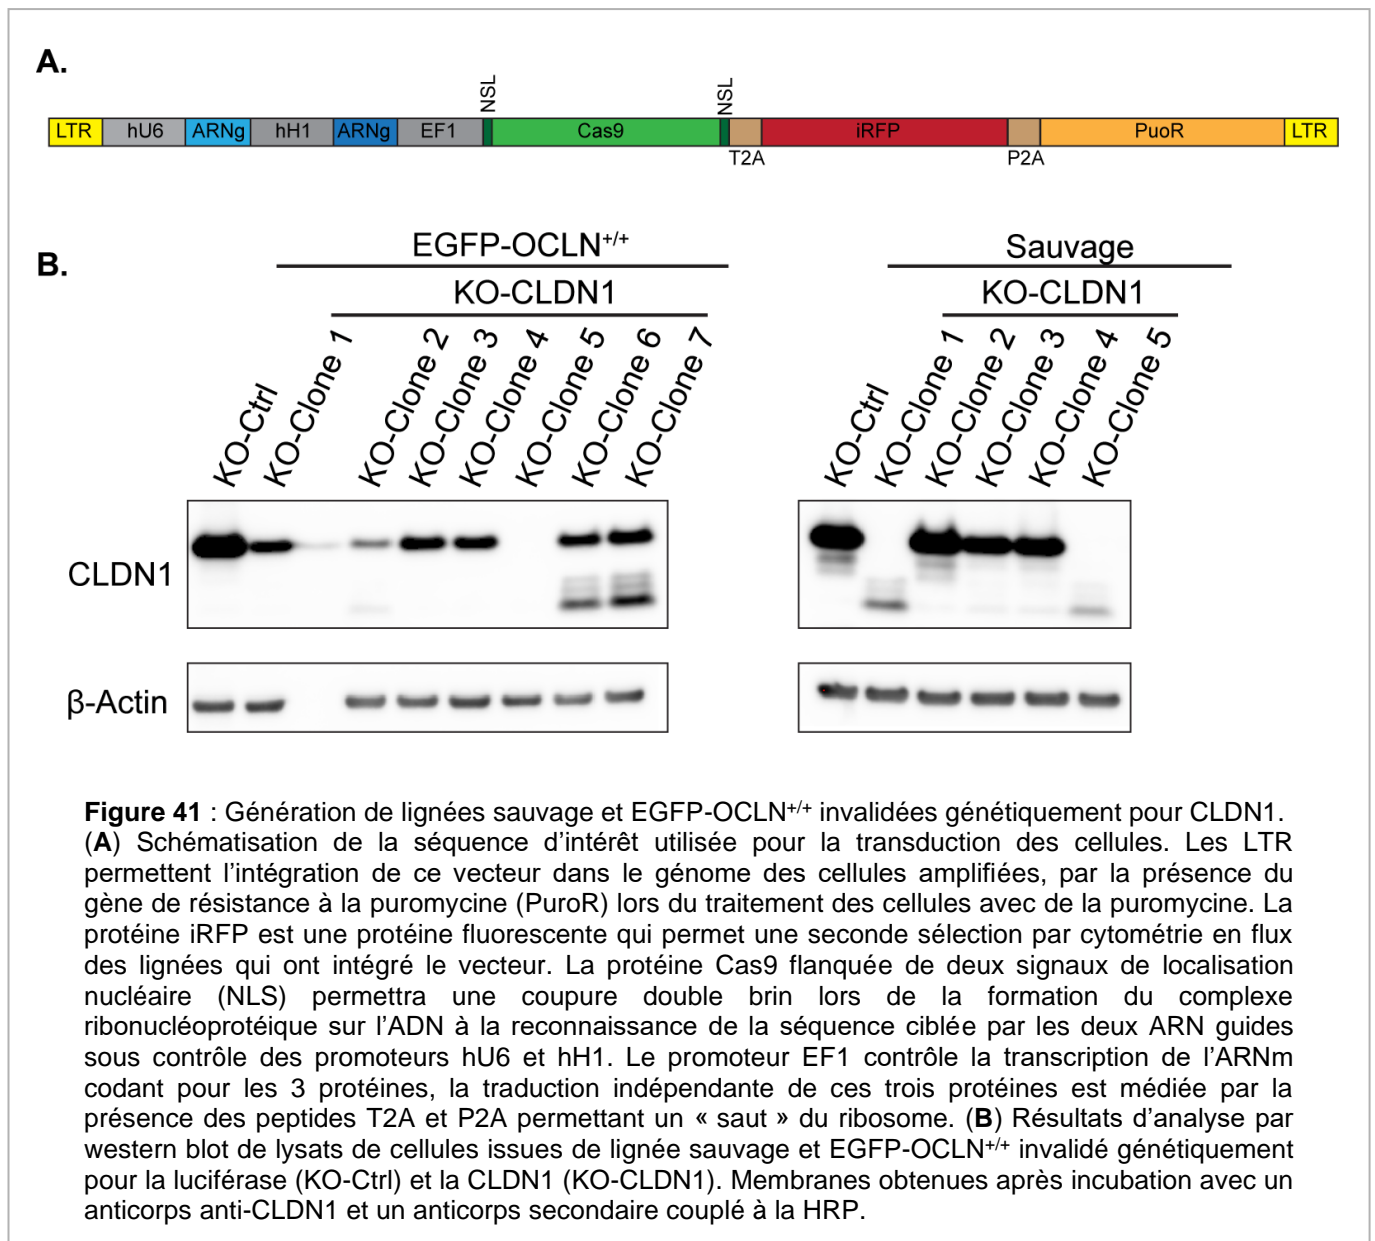 A.
NSL NSL
LTR hU6 ARNg hH1 ARNg EF1 Cas9 iRFP PuoR LTR
T2A P2A
B.
EGFP-OCLN+/+ Sauvage
KO-CLDN1 KO-CLDN1
KO-Ctrl KO-Clone 1 KO-Clone 2 KO-Clone 3 KO-Clone 4 KO-Clone 5 KO-Clone 6 KO-Clone 7 KO-Ctrl KO-Clone 1 KO-Clone 2 KO-Clone 3 KO-Clone 4 KO-Clone 5
CLDN1
β-Actin
Figure 41 : Génération de lignées sauvage et EGFP-OCLN+/+ invalidées génétiquement pour CLDN1.
(A) Schématisation de la séquence d'intérêt utilisée pour la transduction des cellules. Les LTR
permettent l'intégration de ce vecteur dans le génome des cellules amplifiées, par la présence du
gène de résistance à la puromycine (PuroR) lors du traitement des cellules avec de la puromycine. La
protéine iRFP est une protéine fluorescente qui permet une seconde sélection par cytométrie en flux
des lignées qui ont intégré le vecteur. La protéine Cas9 flanquée de deux signaux de localisation
nucléaire (NLS) permettra une coupure double brin lors de la formation du complexe
ribonucléoprotéique sur l'ADN à la reconnaissance de la séquence ciblée par les deux ARN guides
sous contrôle des promoteurs hU6 et hH1. Le promoteur EF1 contrôle la transcription de l'ARNm
codant pour les 3 protéines, la traduction indépendante de ces trois protéines est médiée par la
présence des peptides T2A et P2A permettant un « saut » du ribosome. (B) Résultats d'analyse par
western blot de lysats de cellules issues de lignée sauvage et EGFP-OCLN+/+ invalidé génétiquement
pour la luciférase (KO-Ctrl) et la CLDN1 (KO-CLDN1). Membranes obtenues après incubation avec un
anticorps anti-CLDN1 et un anticorps secondaire couplé à la HRP.